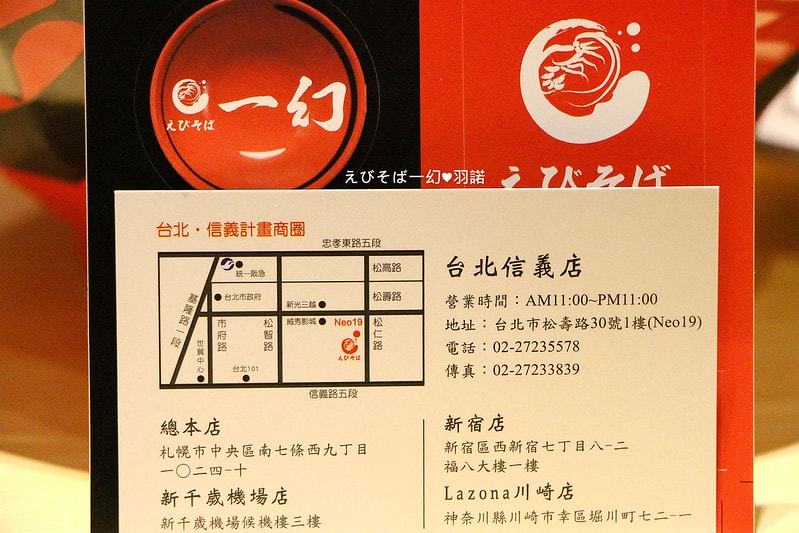 一幻
えびそば
えびそば一幻♥羽諾
えびそば
台北・信義計畫商圈
忠孝東路五段
統一阪急
松高路
台北市政府
松壽路
新光三越
基隆路一段
市府路
松智路
威秀影城
Neo19
松仁路
えびそば
世貿中心
台北101
信義路五段
台北信義店
營業時間：AM11:00~PM11:00
地址：台北市松壽路30號1樓(Neo19)
電話：02-27235578
傳真：02-27233839
總本店
札幌市中央區南七條西九丁目
一〇二四-十
新千歲機場店
新千歲機場候機樓三樓
新宿店
新宿區西新宿七丁目八-二
福八大樓一樓
Lazona川崎店
神奈川縣川崎市幸區堀川町七二-一